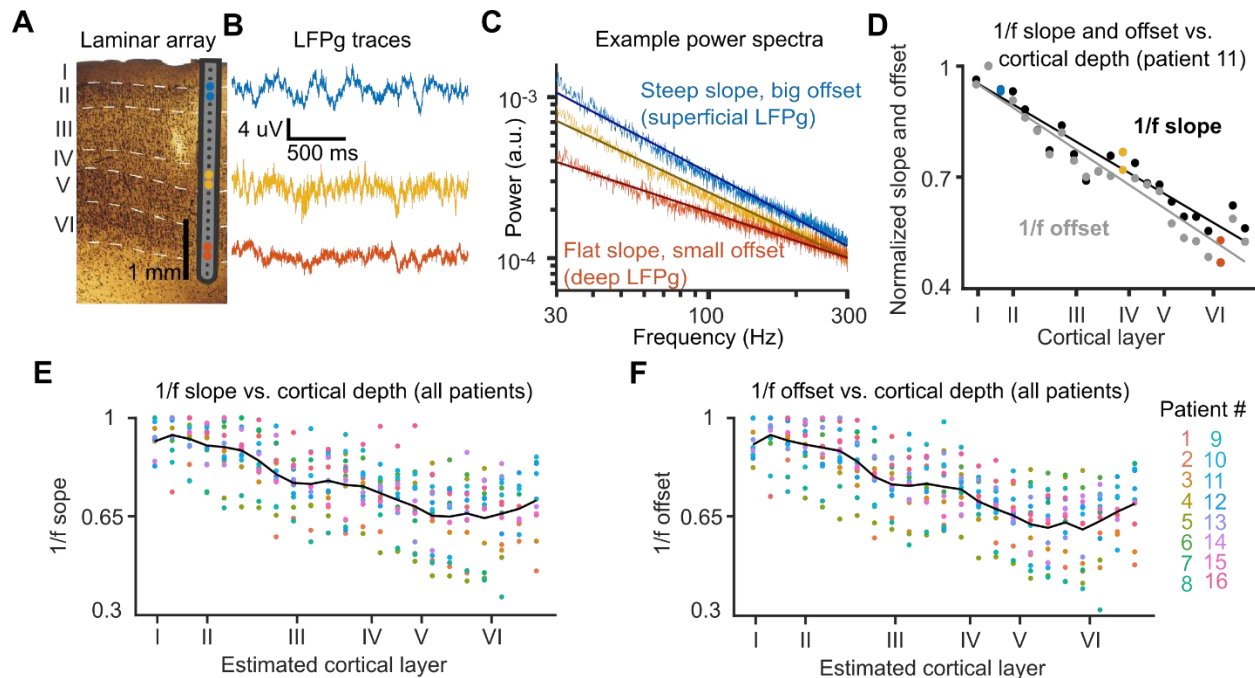 A
Laminar array
I
II
III
IV
V
VI
1 mm
B
LFPg traces
4 uV
500 ms
C
Example power spectra
10-3
10-4
Power (a.u.)
Steep slope, big offset
(superficial LFPg)
Flat slope, small offset
(deep LFPg)
30
100
300
Frequency (Hz)
D
1/f slope and offset vs.
cortical depth (patient 11)
Normalized slope and offset
1
0.7
0.4
1/f slope
1/f offset
I II III IV V VI
Cortical layer
E
1/f slope vs. cortical depth (all patients)
1/f sope
1
0.65
0.3
I II III IV V VI
Estimated cortical layer
F
1/f offset vs. cortical depth (all patients)
1/f offset
1
0.65
0.3
I II III IV V VI
Estimated cortical layer
Patient #
1 9
2 10
3 11
4 12
5 13
6 14
7 15
8 16